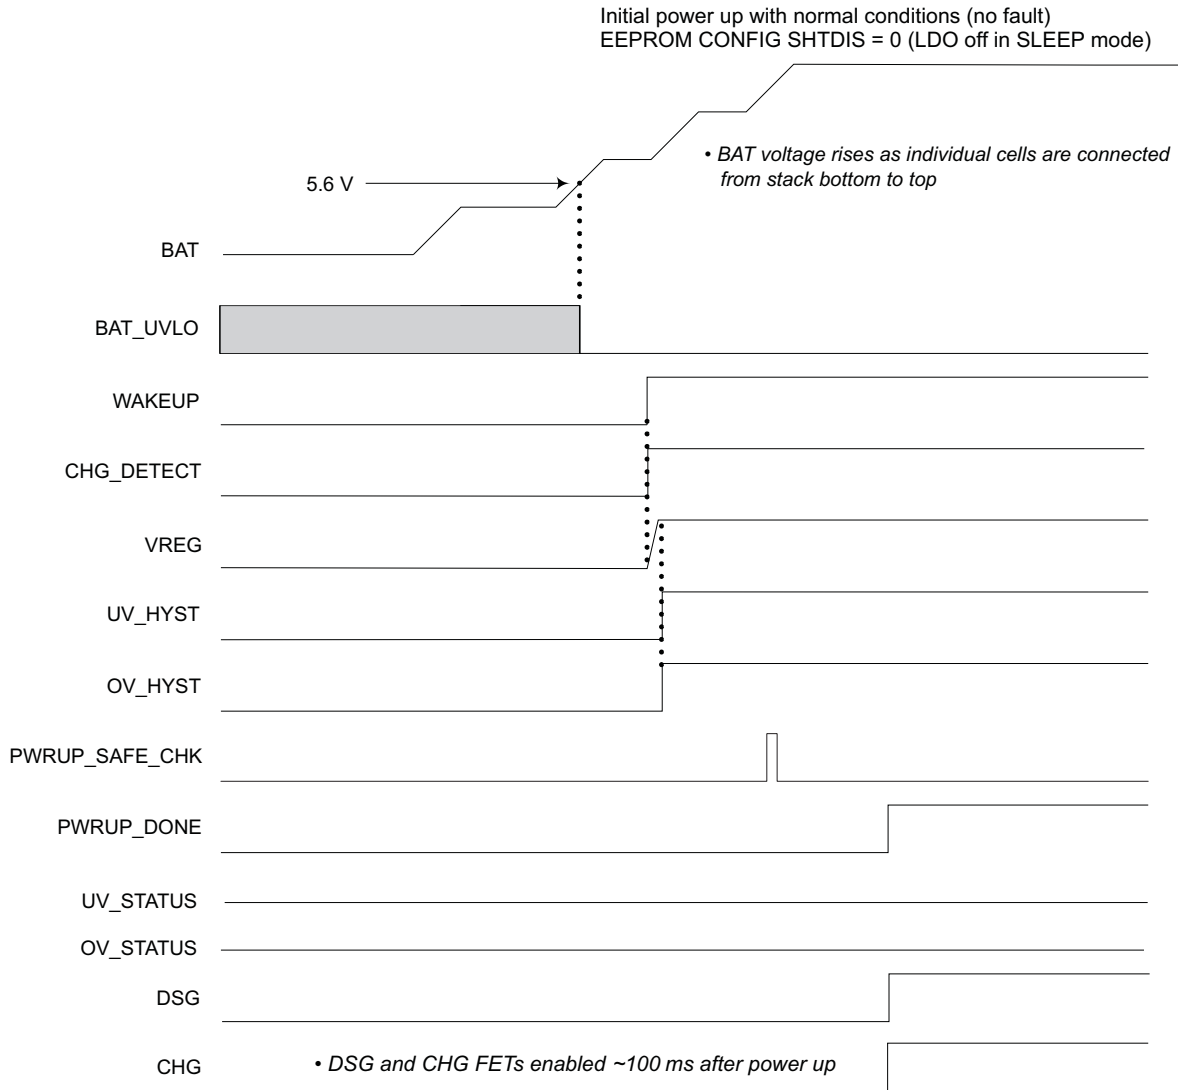 Initial power up with normal conditions (no fault)
EEPROM CONFIG SHTDIS = 0 (LDO off in SLEEP mode)
• BAT voltage rises as individual cells are connected
from stack bottom to top
5.6 V
BAT
BAT_UVLO
WAKEUP
CHG_DETECT
VREG
UV_HYST
OV_HYST
PWRUP_SAFE_CHK
PWRUP_DONE
UV_STATUS
OV_STATUS
DSG
CHG
• DSG and CHG FETs enabled ~100 ms after power up